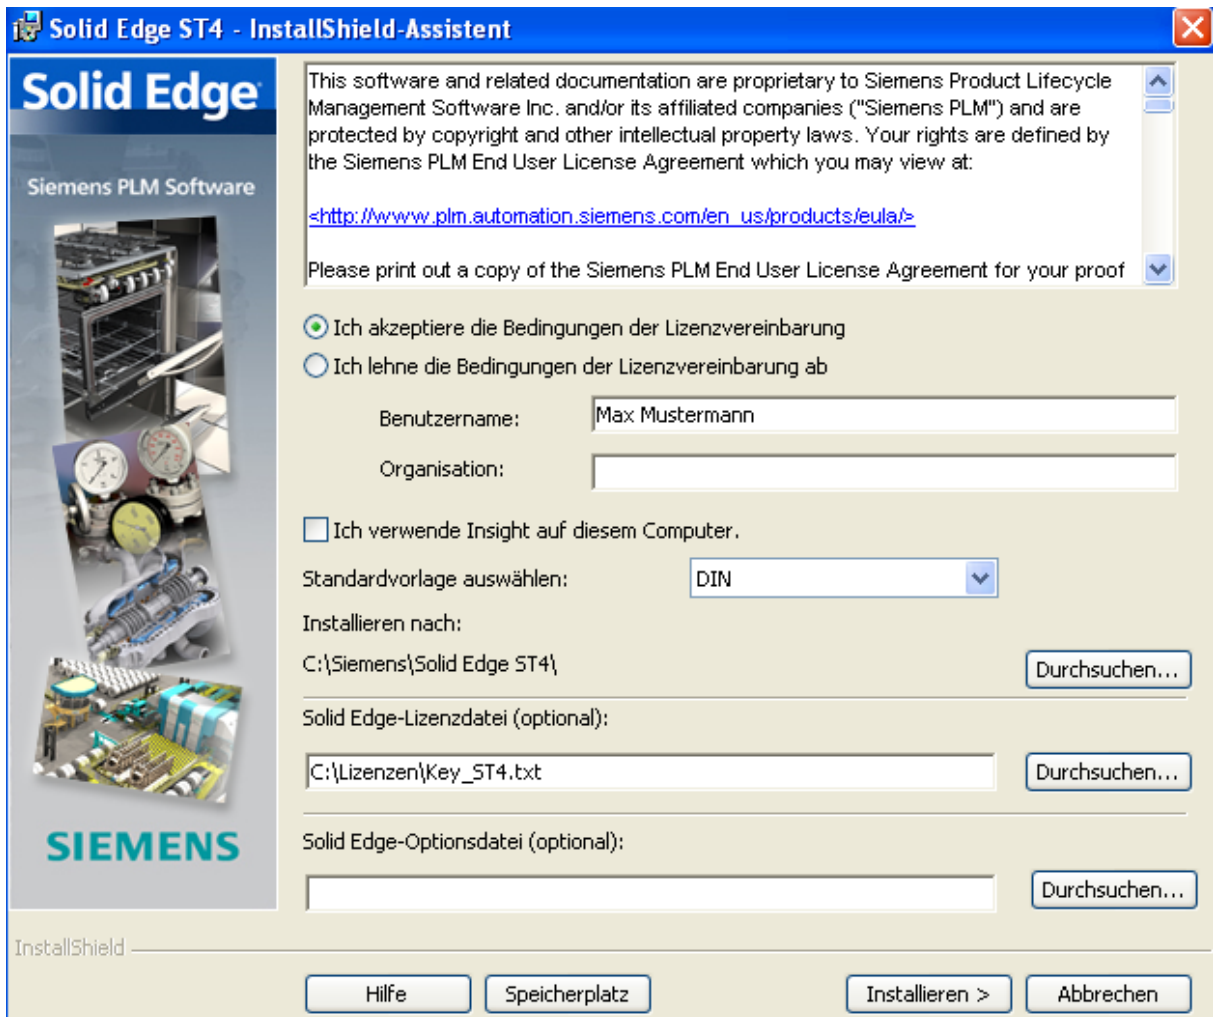 Solid Edge ST4 - InstallShield-Assistent
Solid Edge
Siemens PLM Software
SIEMENS
This software and related documentation are proprietary to Siemens Product Lifecycle
Management Software Inc. and/or its affiliated companies ("Siemens PLM") and are
protected by copyright and other intellectual property laws. Your rights are defined by
the Siemens PLM End User License Agreement which you may view at:
<http://www.plm.automation.siemens.com/en_us/products/eula/>
Please print out a copy of the Siemens PLM End User License Agreement for your proof
Ich akzeptiere die Bedingungen der Lizenzvereinbarung
Ich lehne die Bedingungen der Lizenzvereinbarung ab
Benutzername: Max Mustermann
Organisation:
Ich verwende Insight auf diesem Computer.
Standardvorlage auswählen: DIN
Installieren nach:
C:\Siemens\Solid Edge ST4\ Durchsuchen...
Solid Edge-Lizenzdatei (optional):
C:\Lizenzen\Key_ST4.txt Durchsuchen...
Solid Edge-Optionsdatei (optional):
Durchsuchen...
InstallShield
Hilfe Speicherplatz Installieren > Abbrechen